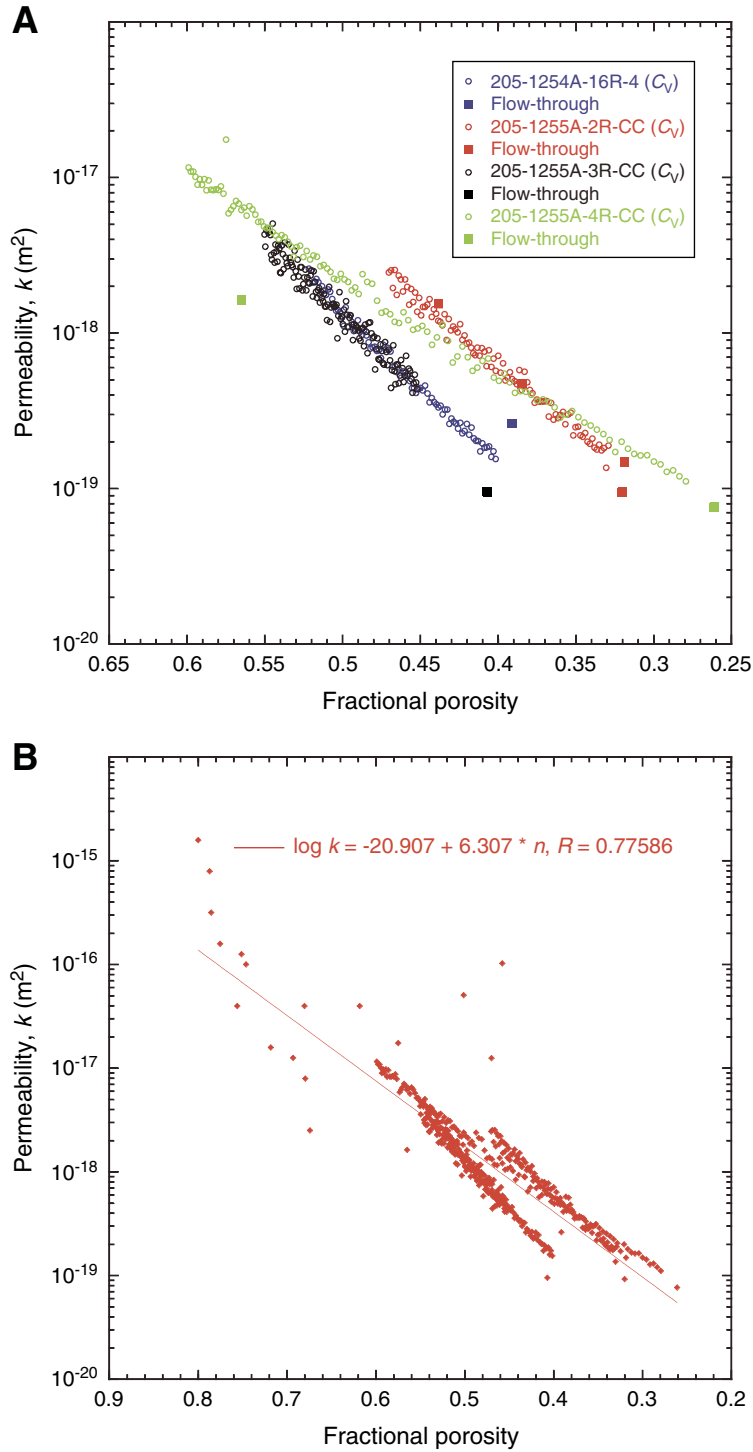 A
205-1254A-16R-4 (CV)
Flow-through
205-1255A-2R-CC (CV)
Flow-through
205-1255A-3R-CC (CV)
Flow-through
205-1255A-4R-CC (CV)
Flow-through
Permeability, k (m²)
10⁻¹⁷
10⁻¹⁸
10⁻¹⁹
10⁻²⁰
0.65 0.6 0.55 0.5 0.45 0.4 0.35 0.3 0.25
Fractional porosity
B
log k = -20.907 + 6.307 * n, R = 0.77586
Permeability, k (m²)
10⁻¹⁵
10⁻¹⁶
10⁻¹⁷
10⁻¹⁸
10⁻¹⁹
10⁻²⁰
0.9 0.8 0.7 0.6 0.5 0.4 0.3 0.2
Fractional porosity